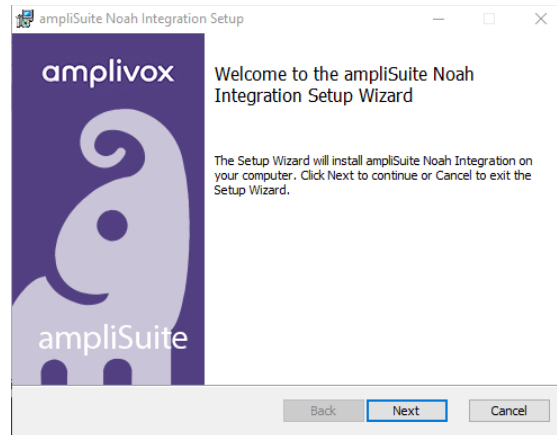 ampliSuite Noah Integration Setup
amplivox
ampliSuite
Welcome to the ampliSuite Noah
Integration Setup Wizard
The Setup Wizard will install ampliSuite Noah Integration on
your computer. Click Next to continue or Cancel to exit the
Setup Wizard.
Back Next Cancel